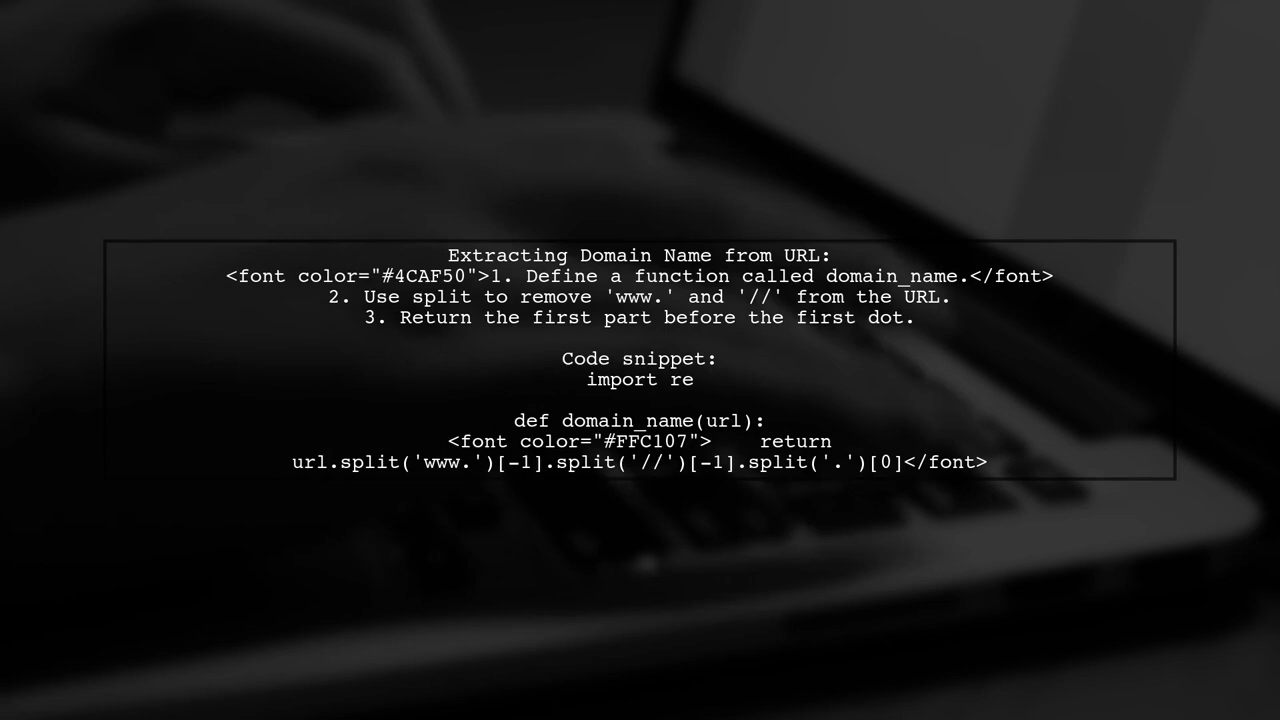 Extracting Domain Name from URL:
<font color="#4CAF50">1. Define a function called domain_name.</font>
2. Use split to remove 'www.' and '//' from the URL.
3. Return the first part before the first dot.
Code snippet:
import re
def domain_name(url):
<font color="#FFC107">    return
url.split('www.')[-1].split('//')[-1].split('.')[0]</font>